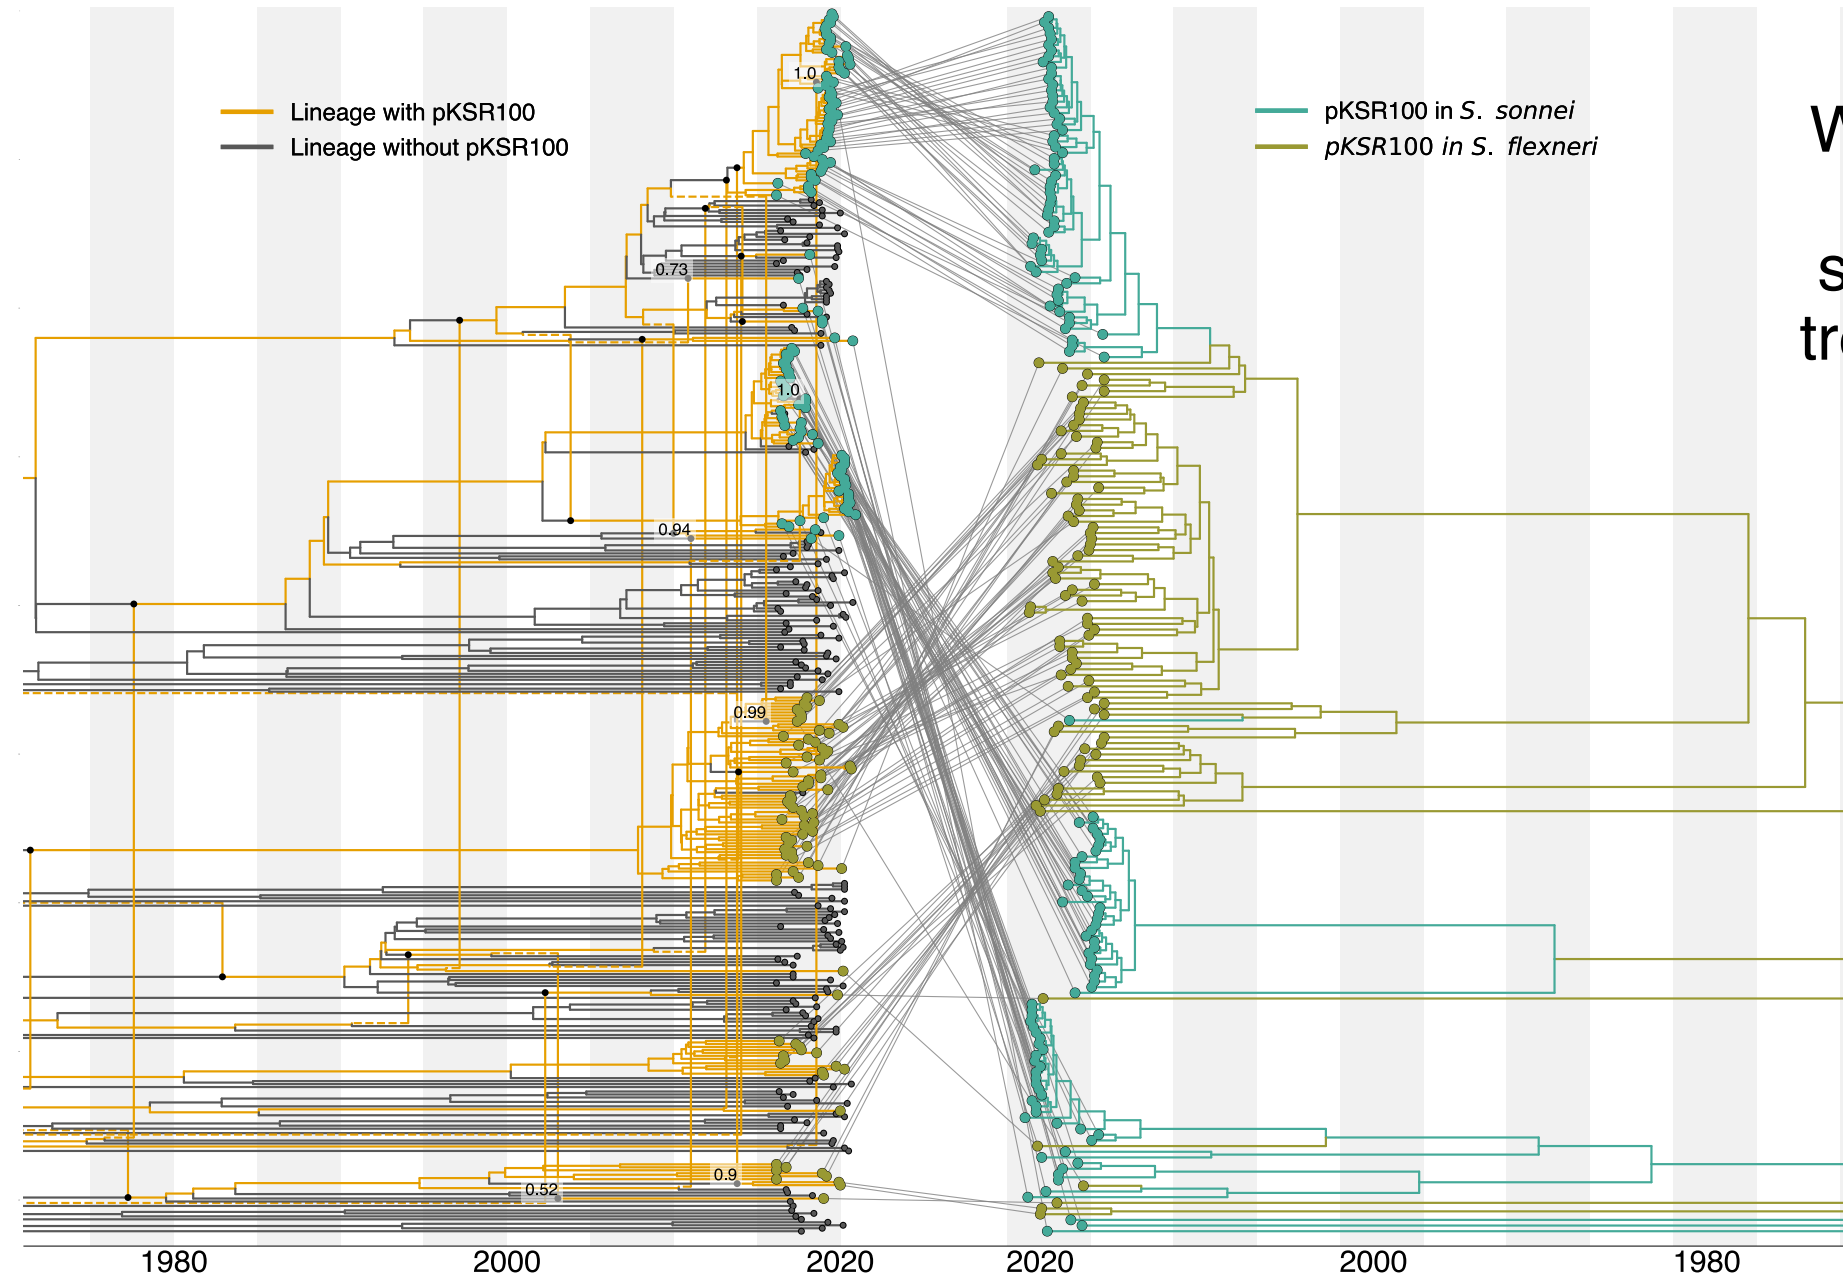 1.0
W
Lineage with pKSR100
Lineage without pKSR100
pKSR100 in S. sonnei
pKSR100 in S. flexneri
0.73
s
tre
1.0
0.94
0.99
0.9
0.52
1980 2000 2020 2020 2000 1980